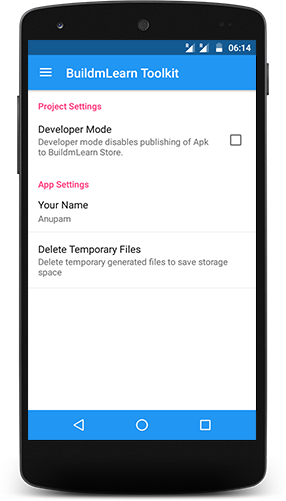 06:14
BuildmLearn Toolkit
Project Settings
Developer Mode
Developer mode disables publishing of Apk
to BuildmLearn Store.
App Settings
Your Name
Anupam
Delete Temporary Files
Delete temporary generated files to save storage
space